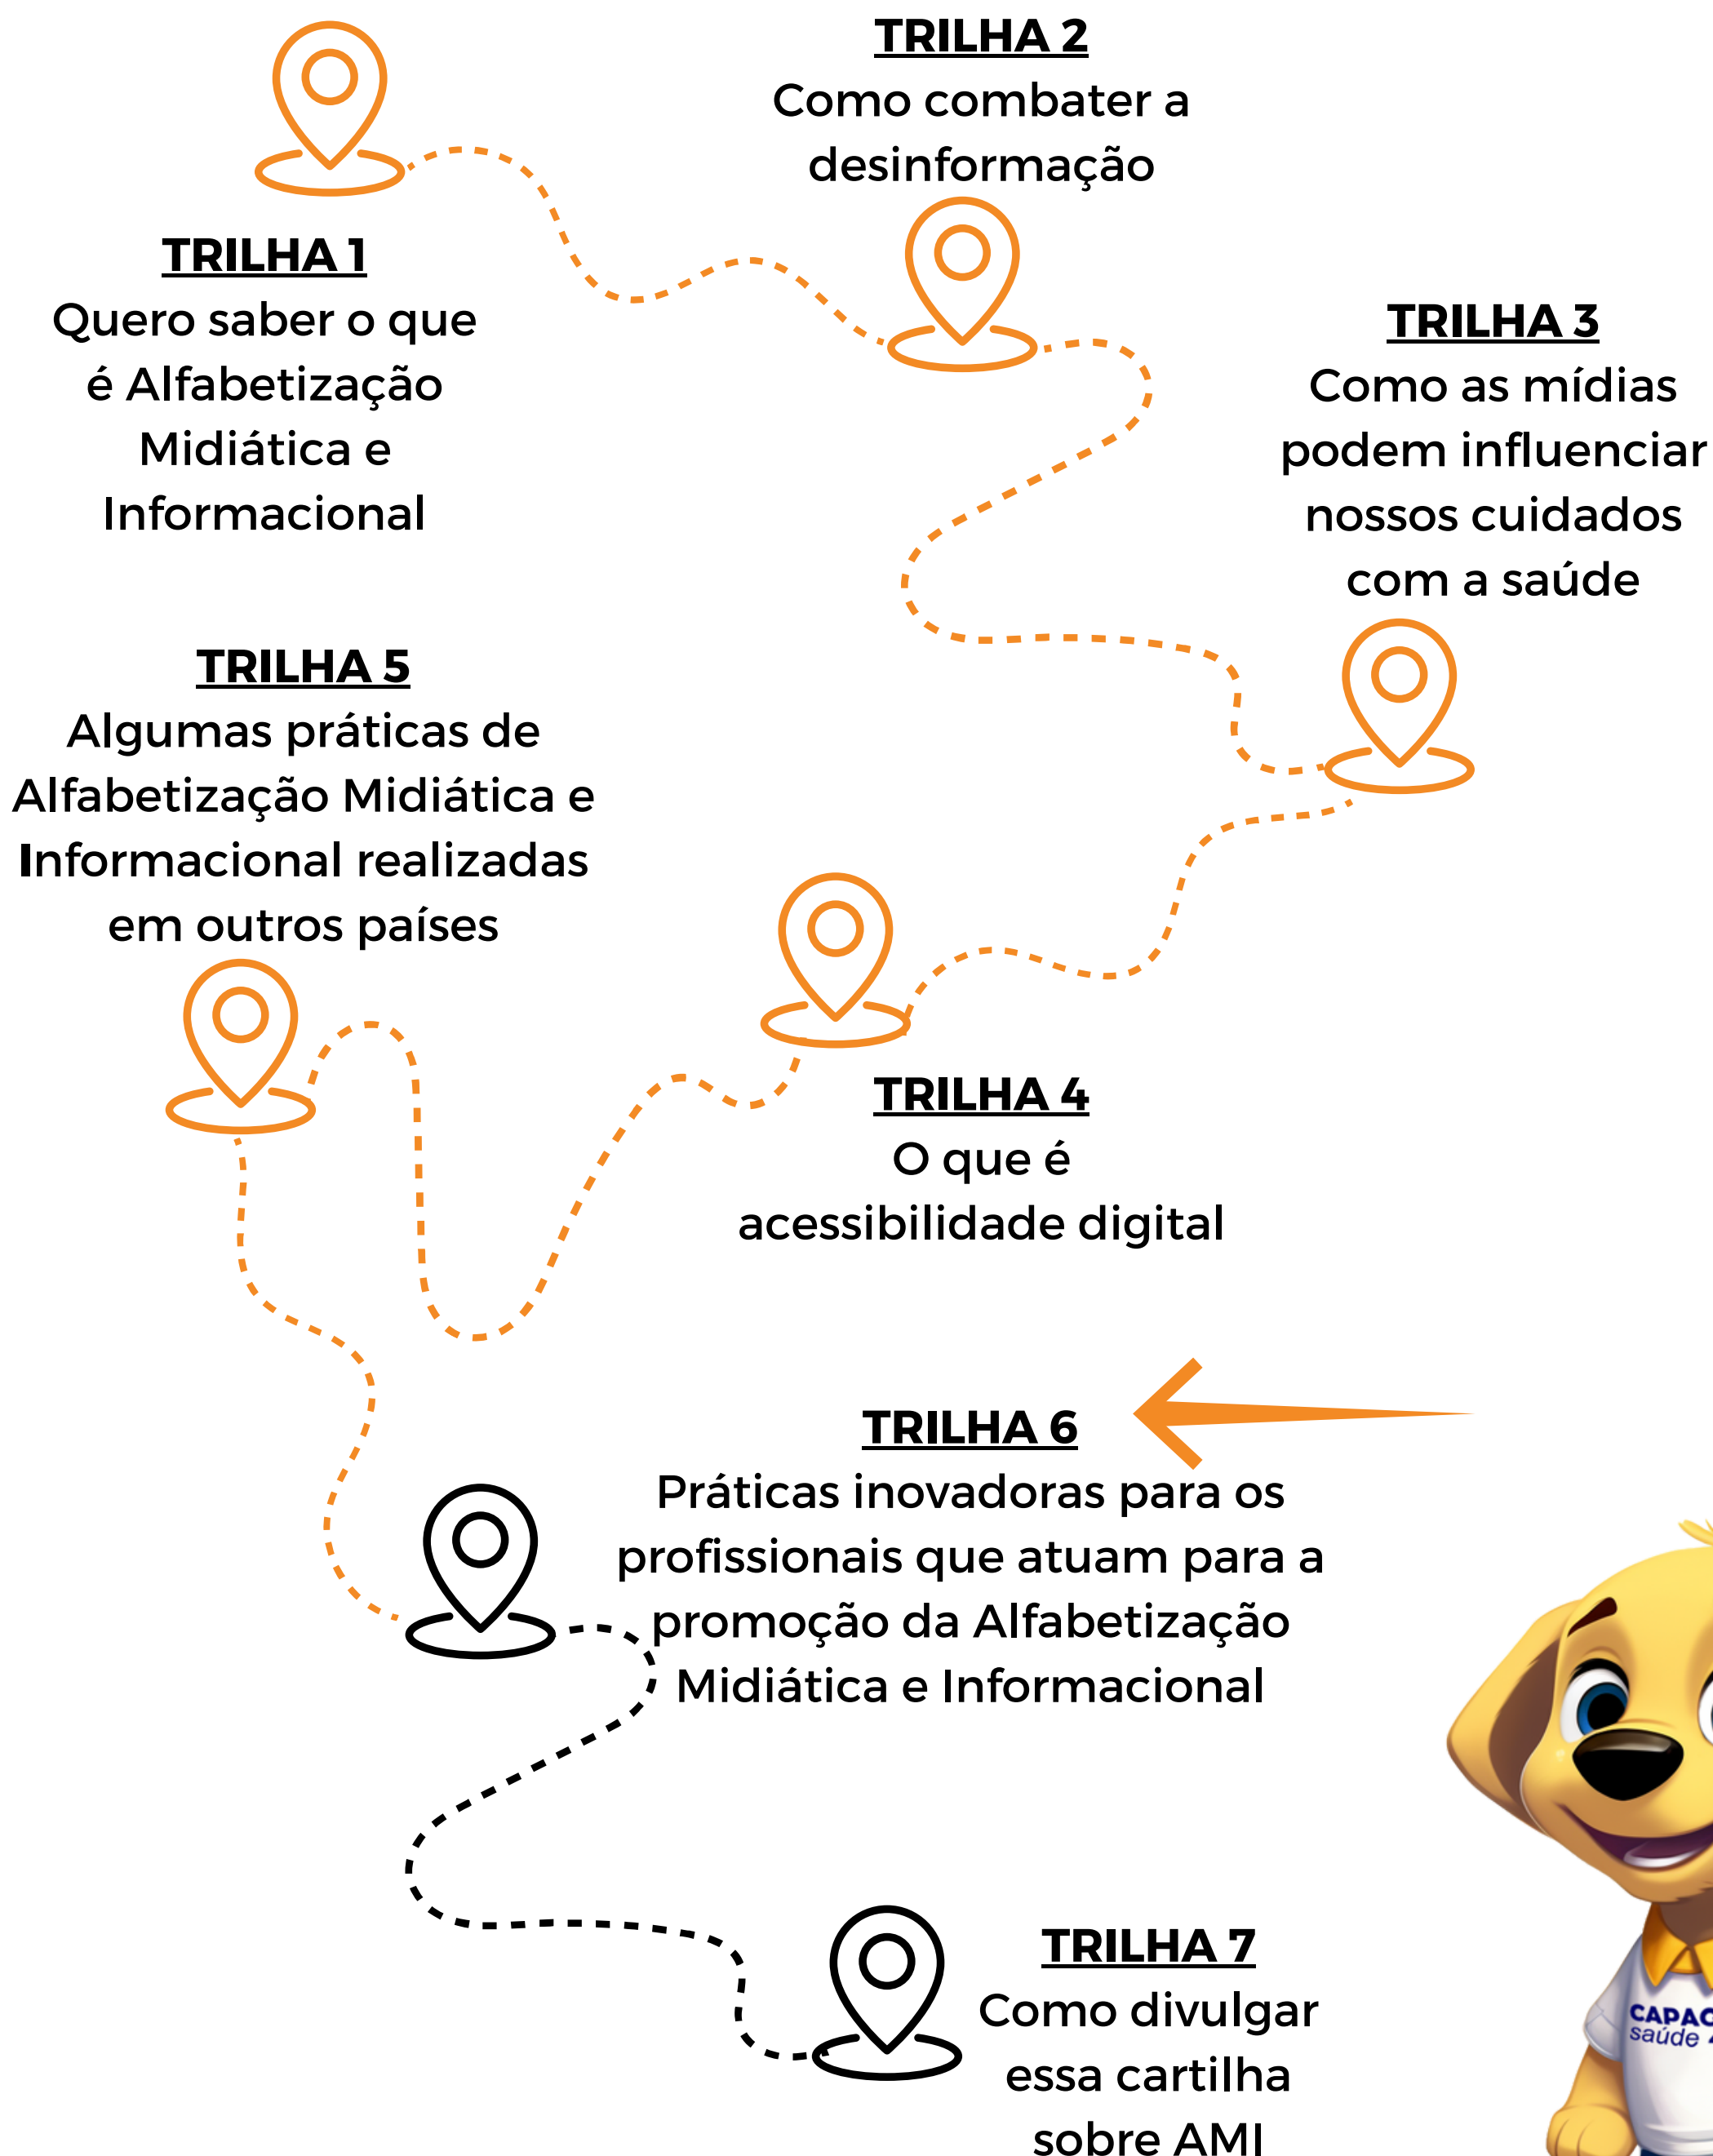 TRILHA 1
Quero saber o que
é Alfabetização
Midiática e
Informacional
TRILHA 2
Como combater a
desinformação
TRILHA 3
Como as mídias
podem influenciar
nossos cuidados
com a saúde
TRILHA 4
O que é
acessibilidade digital
TRILHA 5
Algumas práticas de
Alfabetização Midiática e
Informacional realizadas
em outros países
TRILHA 6
Práticas inovadoras para os
profissionais que atuam para a
promoção da Alfabetização
Midiática e Informacional
TRILHA 7
Como divulgar
essa cartilha
sobre AMI
saúde